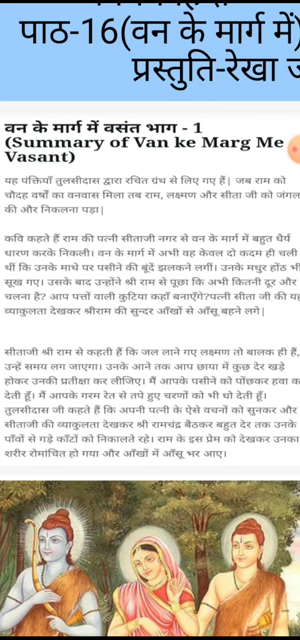 पाठ-16(वन के मार्ग में)
प्रस्तुति-रेखा
वन के मार्ग में वसंत भाग - 1
(Summary of Van ke Marg Me
Vasant)
यह पंक्तियाँ तुलसीदास द्वारा रचित ग्रंथ से लिए गए हैं| जब राम को
चौदह वर्षों का वनवास मिला तब राम, लक्ष्मण और सीता जी को जंगल
की और निकलना पड़ा|
कवि कहते हैं राम की पत्नी सीताजी नगर से वन के मार्ग में बहुत धैर्य
धारण करके निकली। वन के मार्ग में अभी वह केवल दो कदम ही चली
थीं कि उनके माथे पर पसीने की बूंदें झलकने लगीं। उनके मधुर होंठ भी
सूख गए। उसके बाद उन्होंने श्री राम से पूछा कि अभी कितनी दूर और
चलना है? आप पत्तों वाली कुटिया कहाँ बनाएँगे?पत्नी सीता जी की यह
व्याकुलता देखकर श्रीराम की सुन्दर आँखों से आँसू बहने लगे|
सीताजी श्री राम से कहती हैं कि जल लाने गए लक्ष्मण तो बालक ही हैं,
उन्हें समय लग जाएगा। उनके आने तक आप छाया में कुछ देर खड़े
होकर उनकी प्रतीक्षा कर लीजिए। मैं आपके पसीने को पोंछकर हवा क
देती हूँ। मैं आपके गरम रेत से तपे हुए चरणों को भी धो देती हूँ।
तुलसीदास जी कहते हैं कि अपनी पत्नी के ऐसे वचनों को सुनकर और
सीताजी की व्याकुलता देखकर श्री रामचंद्र बैठकर बहुत देर तक उनके
पाँवों से गड़े काँटों को निकालते रहे। राम के इस प्रेम को देखकर उनका
शरीर रोमांचित हो गया और आँखों में आँसू भर आए।